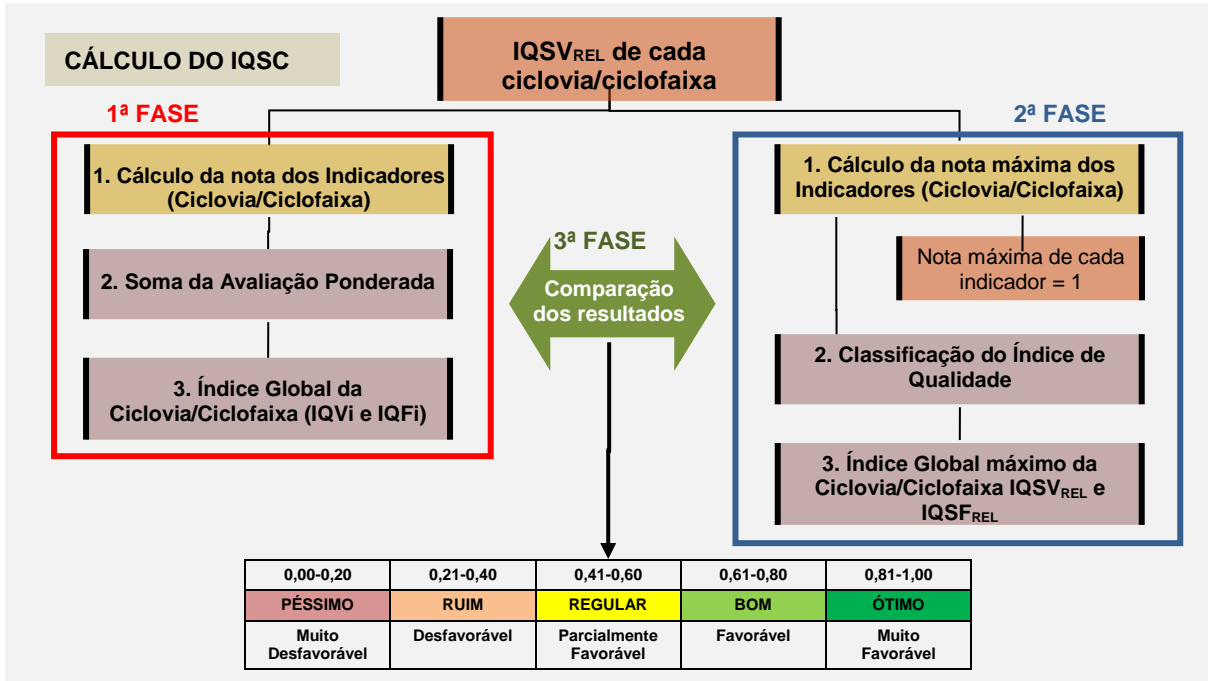 CÁLCULO DO IQSC
IQSV_REL de cada
ciclovia/ciclofaixa
1ª FASE
1. Cálculo da nota dos Indicadores
(Ciclovia/Ciclofaixa)
2. Soma da Avaliação Ponderada
3. Índice Global da
Ciclovia/Ciclofaixa (IQVi e IQFi)
3ª FASE
Comparação
dos resultados
2ª FASE
1. Cálculo da nota máxima dos
Indicadores (Ciclovia/Ciclofaixa)
Nota máxima de cada
indicador = 1
2. Classificação do Índice de
Qualidade
3. Índice Global máximo da
Ciclovia/Ciclofaixa IQSV_REL e
IQSF_REL
0,00-0,20 0,21-0,40 0,41-0,60 0,61-0,80 0,81-1,00
PÉSSIMO RUIM REGULAR BOM ÓTIMO
Muito Desfavorável Parcialmente Favorável Muito
Desfavorável Favorável Favorável